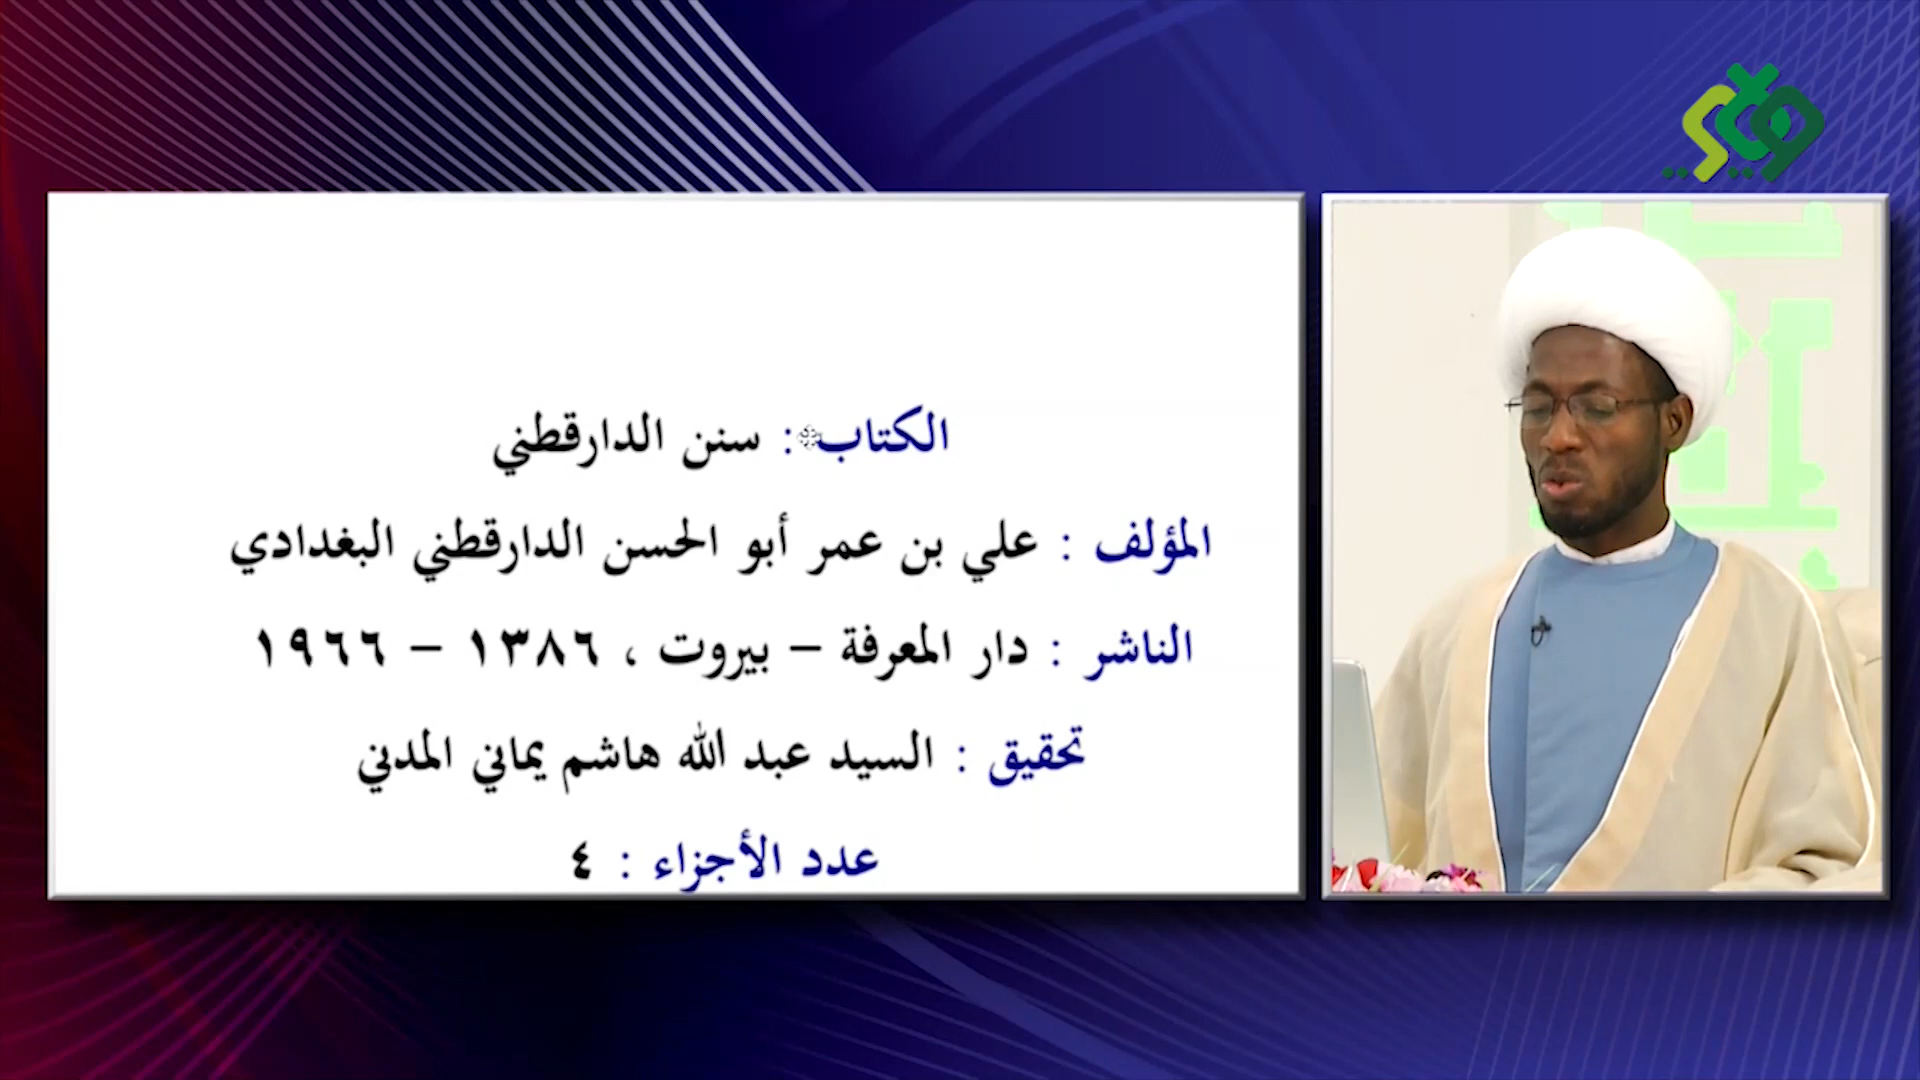 الكتاب : سنن الدارقطني
المؤلف : علي بن عمر أبو الحسن الدارقطني البغدادي
الناشر : دار المعرفة – بيروت ، ١٣٨٦ – ١٩٦٦
تحقيق : السيد عبد الله هاشم يماني المدني
عدد الأجزاء : ٤